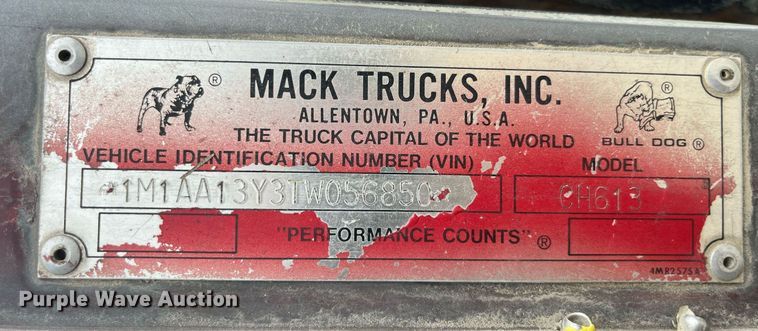 MACK TRUCKS, INC.
ALLENTOWN, PA., U.S.A.
THE TRUCK CAPITAL OF THE WORLD
BULL DOG ®
VEHICLE IDENTIFICATION NUMBER (VIN) MODEL
1M1AA13Y3TW056850 CH613
"PERFORMANCE COUNTS" ®
4MR2575A
Purple Wave Auction